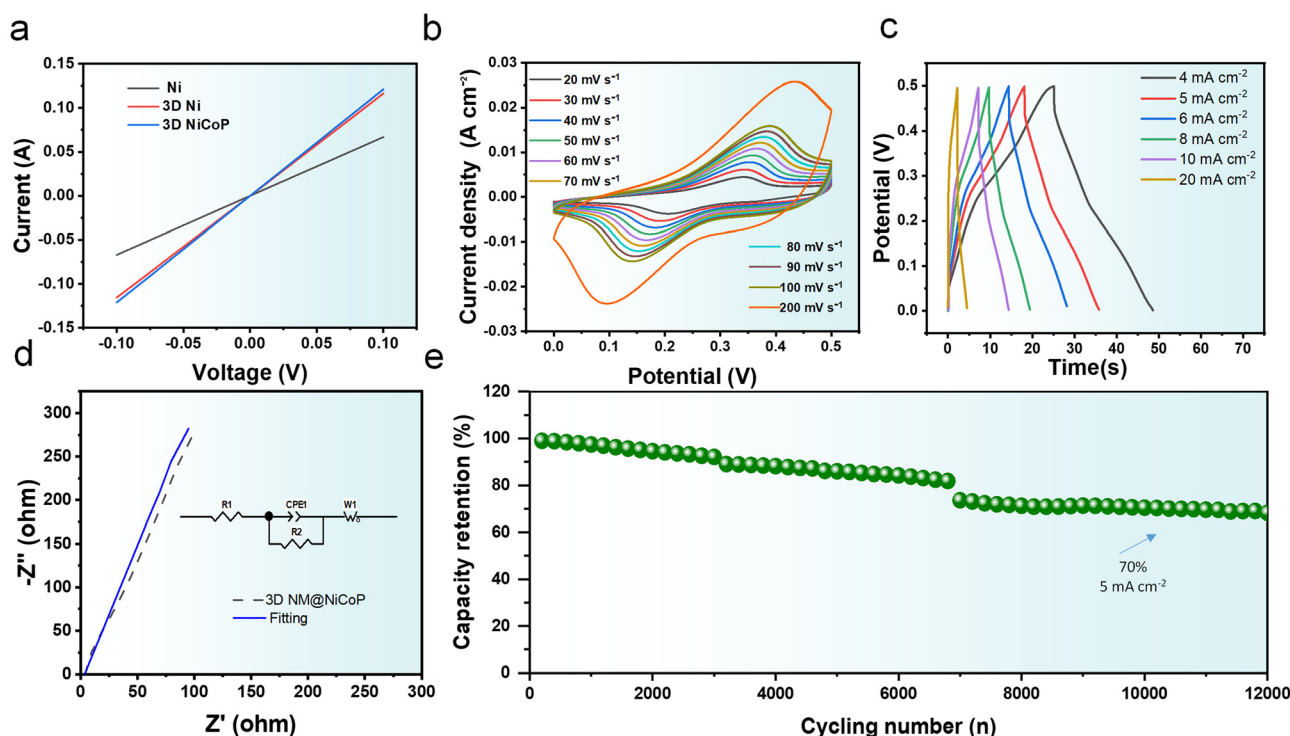 a
Current (A)
0.15
0.10
0.05
0.00
-0.05
-0.10
-0.15
Ni
3D Ni
3D NiCoP
-0.10
-0.05
0.00
0.05
0.10
Voltage (V)
b
Current density (A cm⁻²)
0.03
0.02
0.01
0.00
-0.01
-0.02
-0.03
20 mV s⁻¹
30 mV s⁻¹
40 mV s⁻¹
50 mV s⁻¹
60 mV s⁻¹
70 mV s⁻¹
80 mV s⁻¹
90 mV s⁻¹
100 mV s⁻¹
200 mV s⁻¹
0.0
0.1
0.2
0.3
0.4
0.5
Potential (V)
c
Potential (V)
0.5
0.4
0.3
0.2
0.1
0.0
4 mA cm⁻²
5 mA cm⁻²
6 mA cm⁻²
8 mA cm⁻²
10 mA cm⁻²
20 mA cm⁻²
0
10
20
30
40
50
60
70
Time(s)
d
-Z'' (ohm)
300
250
200
150
100
50
0
R1
CPE1
W1
R2
3D NM@NiCoP
Fitting
0
50
100
150
200
250
300
Z' (ohm)
e
Capacity retention (%)
120
100
80
60
40
20
0
70%
5 mA cm⁻²
0
2000
4000
6000
8000
10000
12000
Cycling number (n)